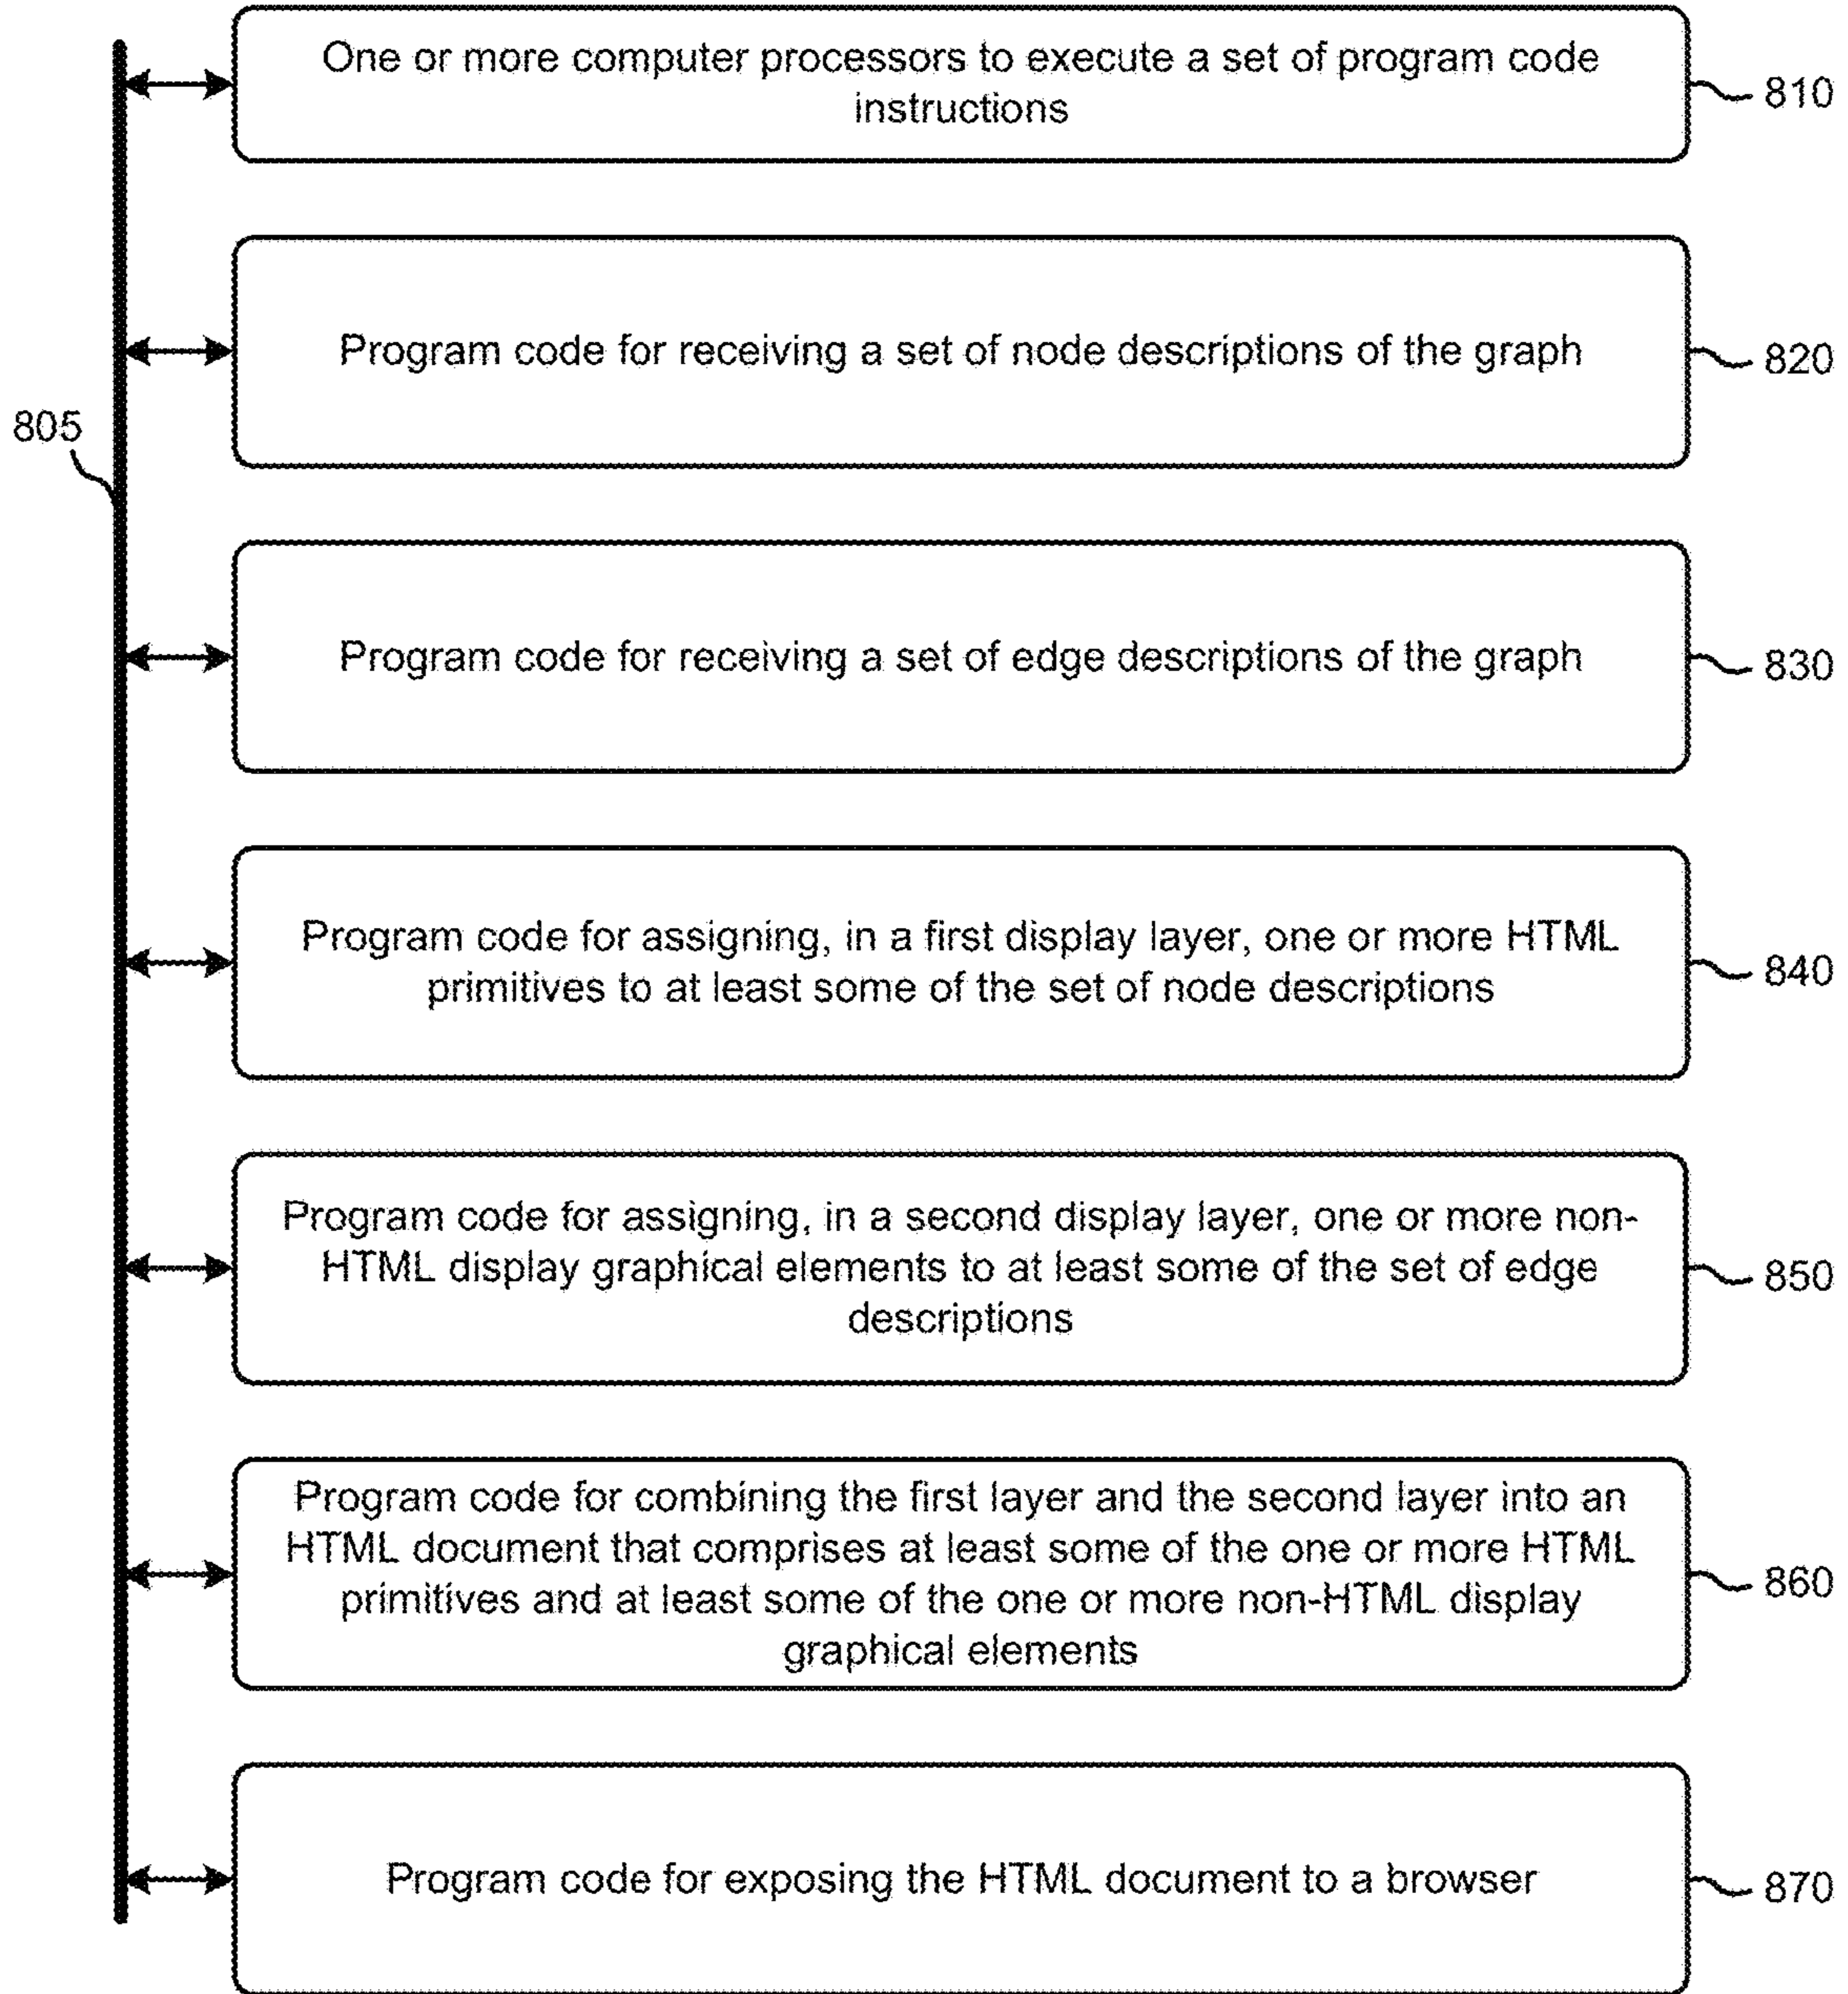 One or more computer processors to execute a set of program code
instructions
810
Program code for receiving a set of node descriptions of the graph
820
805
Program code for receiving a set of edge descriptions of the graph
830
Program code for assigning, in a first display layer, one or more HTML
primitives to at least some of the set of node descriptions
840
Program code for assigning, in a second display layer, one or more non-
HTML display graphical elements to at least some of the set of edge
descriptions
850
Program code for combining the first layer and the second layer into an
HTML document that comprises at least some of the one or more HTML
primitives and at least some of the one or more non-HTML display
graphical elements
860
Program code for exposing the HTML document to a browser
870